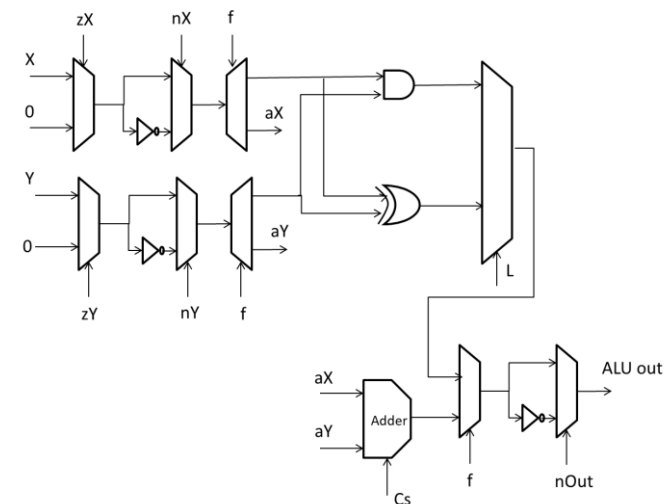 zX nX f
X
0
aX
Y
0
aY
L
zY nY f
ALU out
aX
Adder
aY
f nOut
Cs